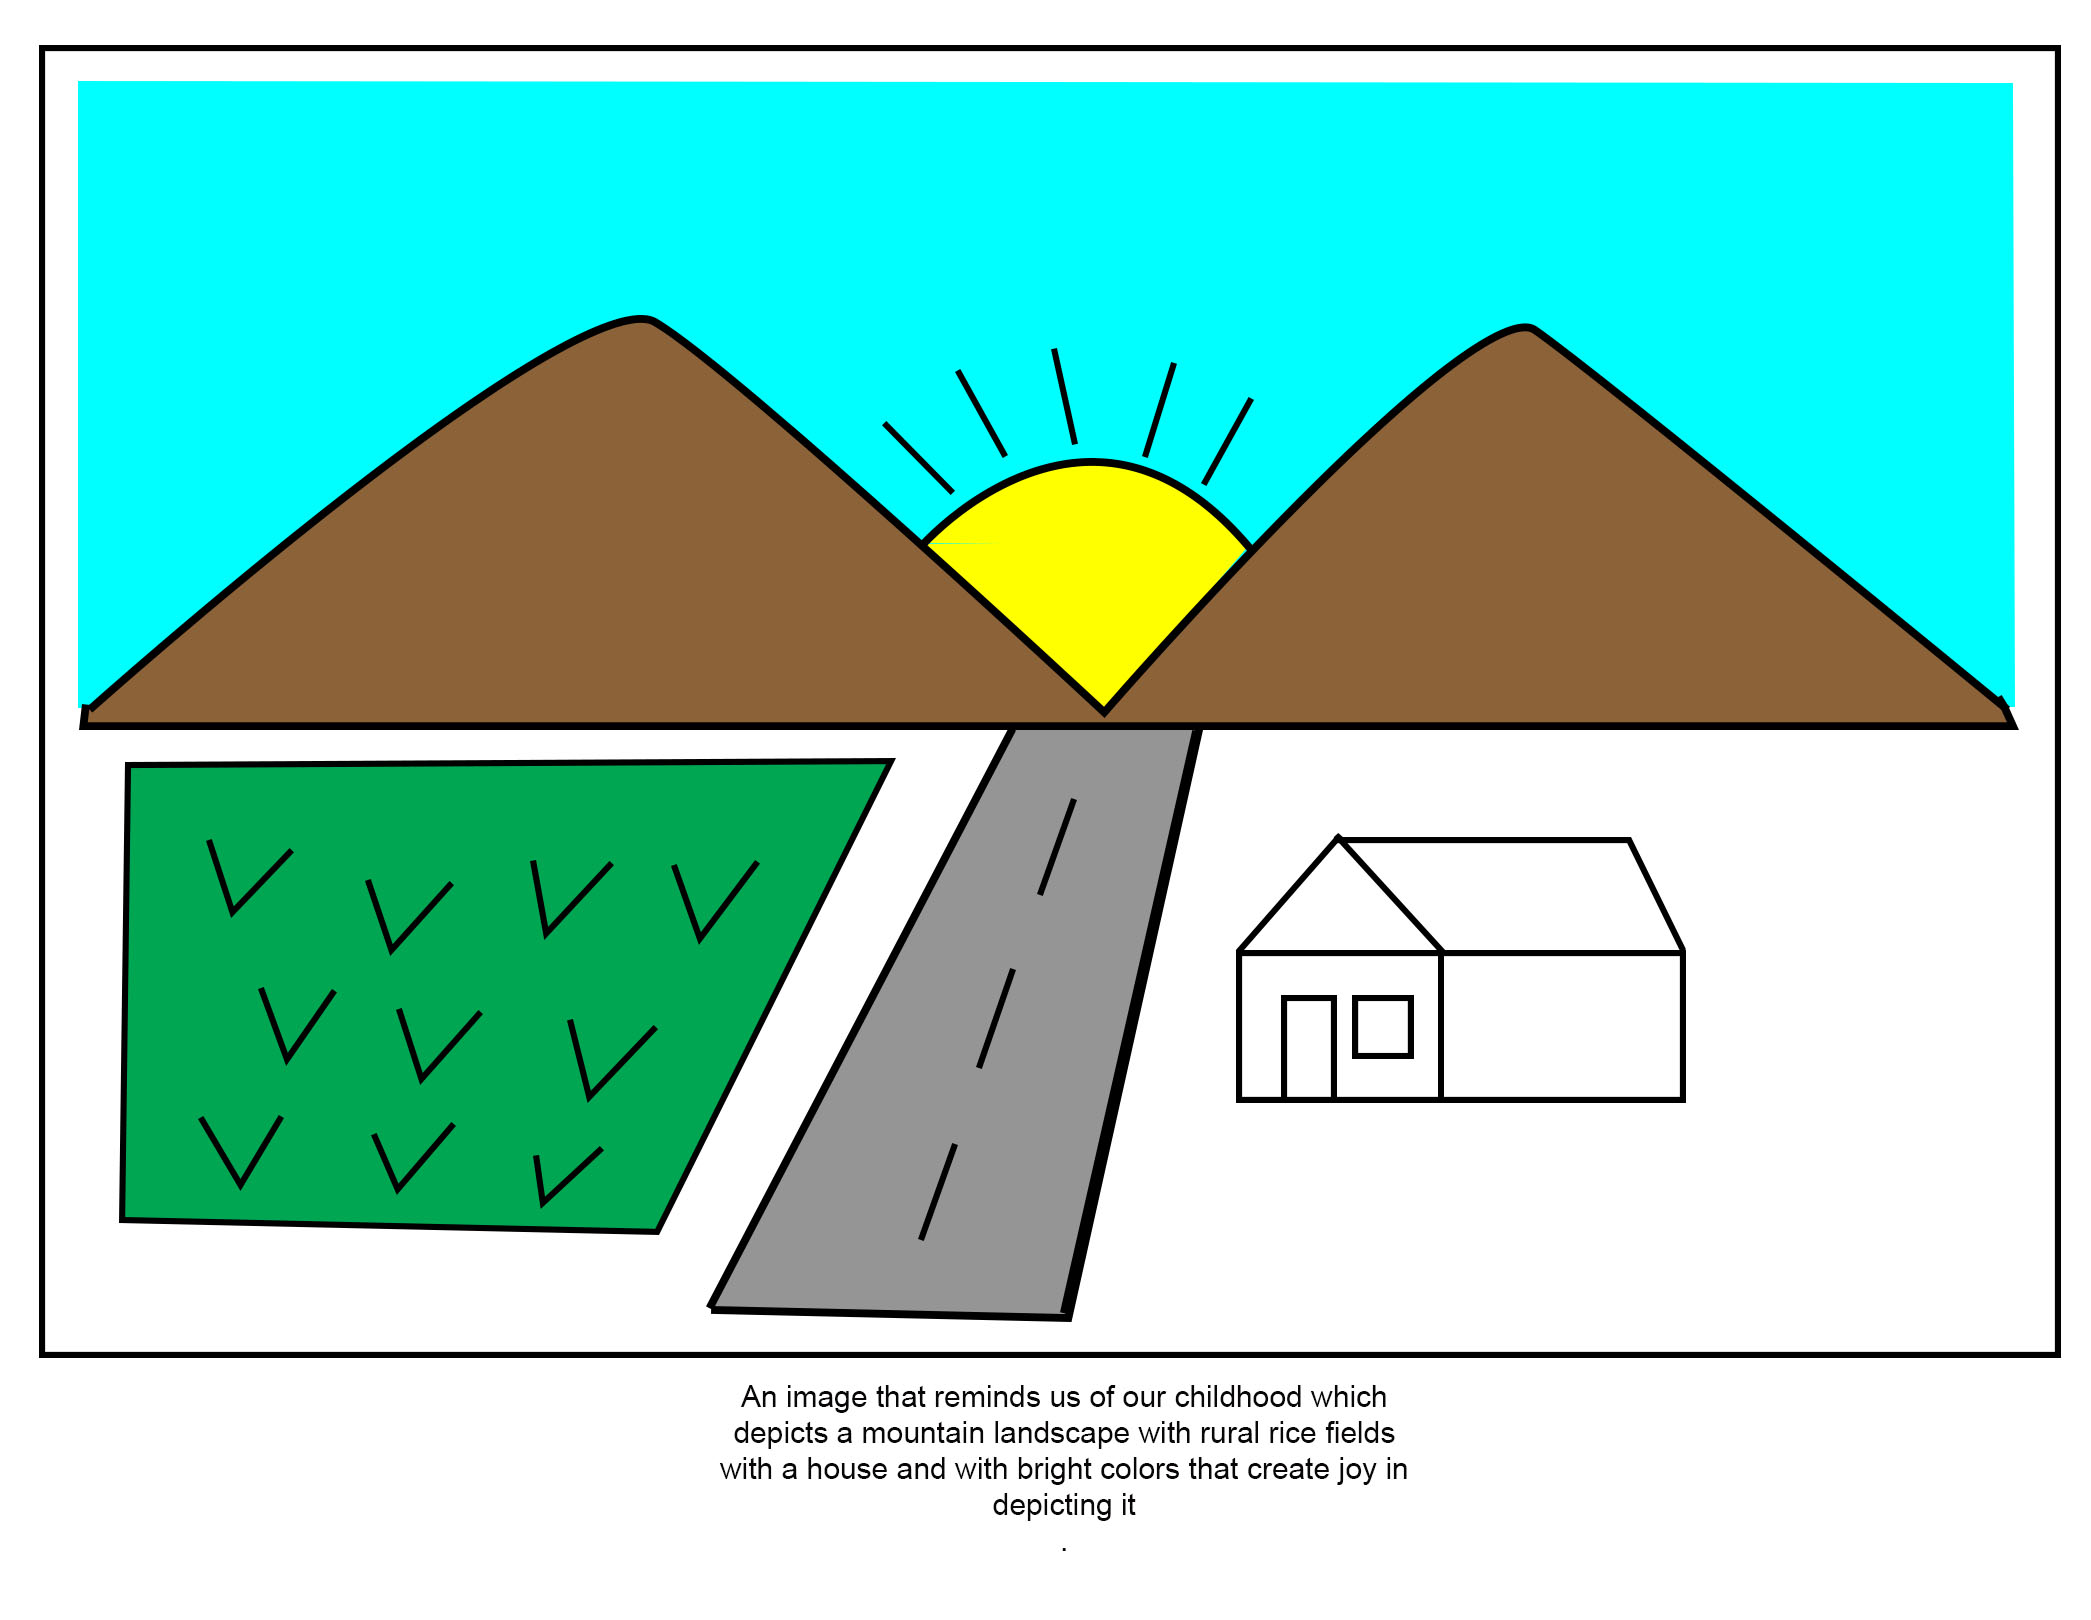 An image that reminds us of our childhood which
depicts a mountain landscape with rural rice fields
with a house and with bright colors that create joy in
depicting it
.